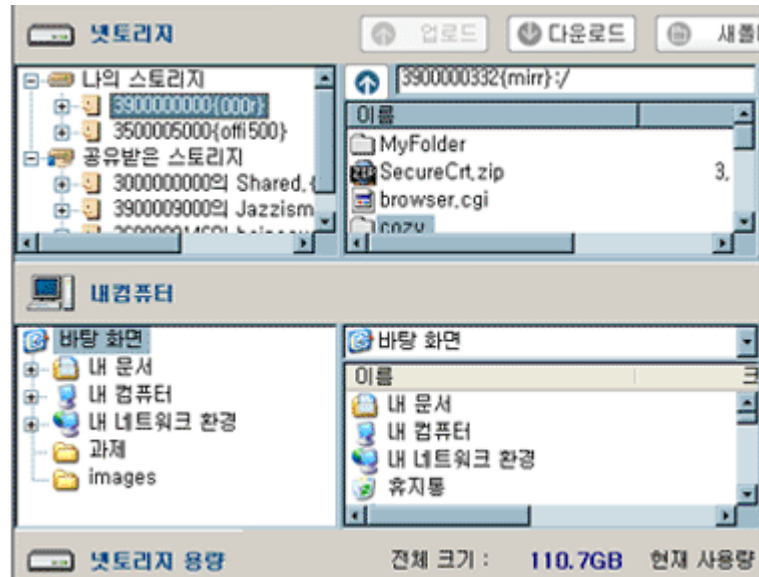 넷토리지 업로드 다운로드
나의 스토리지
3900000000{000r}
3500005000{offi500}
공유받은 스토리지
3000000000의 Shared,
3900009000의 Jazzism
3900000332{mirr}:/
이름
MyFolder
SecureCrt.zip 3,
browser.cgi
cozy
내컴퓨터
바탕 화면
내 문서
내 컴퓨터
내 네트워크 환경
과제
images
바탕 화면
이름
내 문서
내 컴퓨터
내 네트워크 환경
휴지통
넷토리지 용량 전체 크기 : 110.7GB 현재 사용량